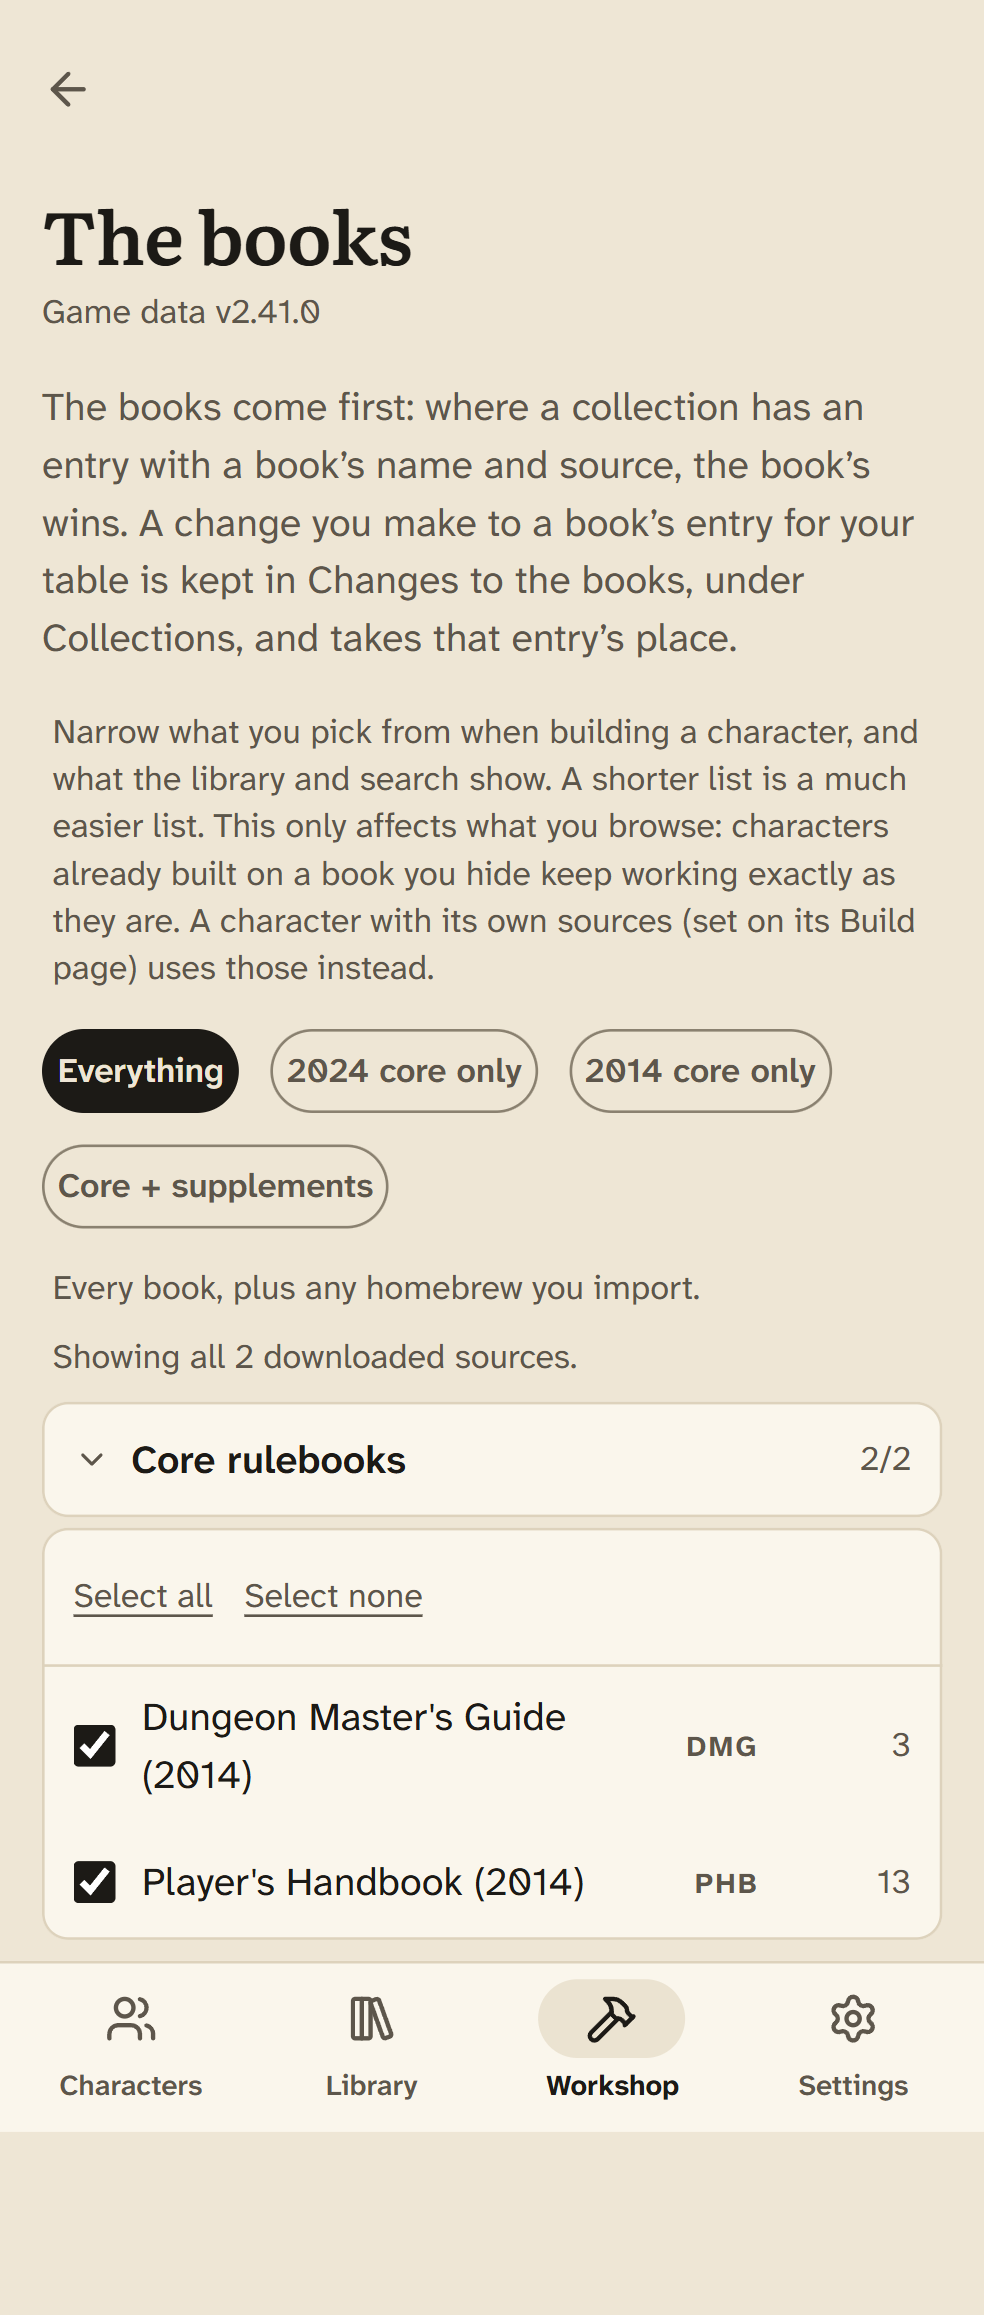 The books
Game data v2.41.0
The books come first: where a collection has an
entry with a book’s name and source, the book’s
wins. A change you make to a book’s entry for your
table is kept in Changes to the books, under
Collections, and takes that entry’s place.
Narrow what you pick from when building a character, and
what the library and search show. A shorter list is a much
easier list. This only affects what you browse: characters
already built on a book you hide keep working exactly as
they are. A character with its own sources (set on its Build
page) uses those instead.
Everything 2024 core only 2014 core only
Core + supplements
Every book, plus any homebrew you import.
Showing all 2 downloaded sources.
Core rulebooks 2/2
Select all Select none
Dungeon Master's Guide
(2014) DMG 3
Player's Handbook (2014) PHB 13
Characters Library Workshop Settings